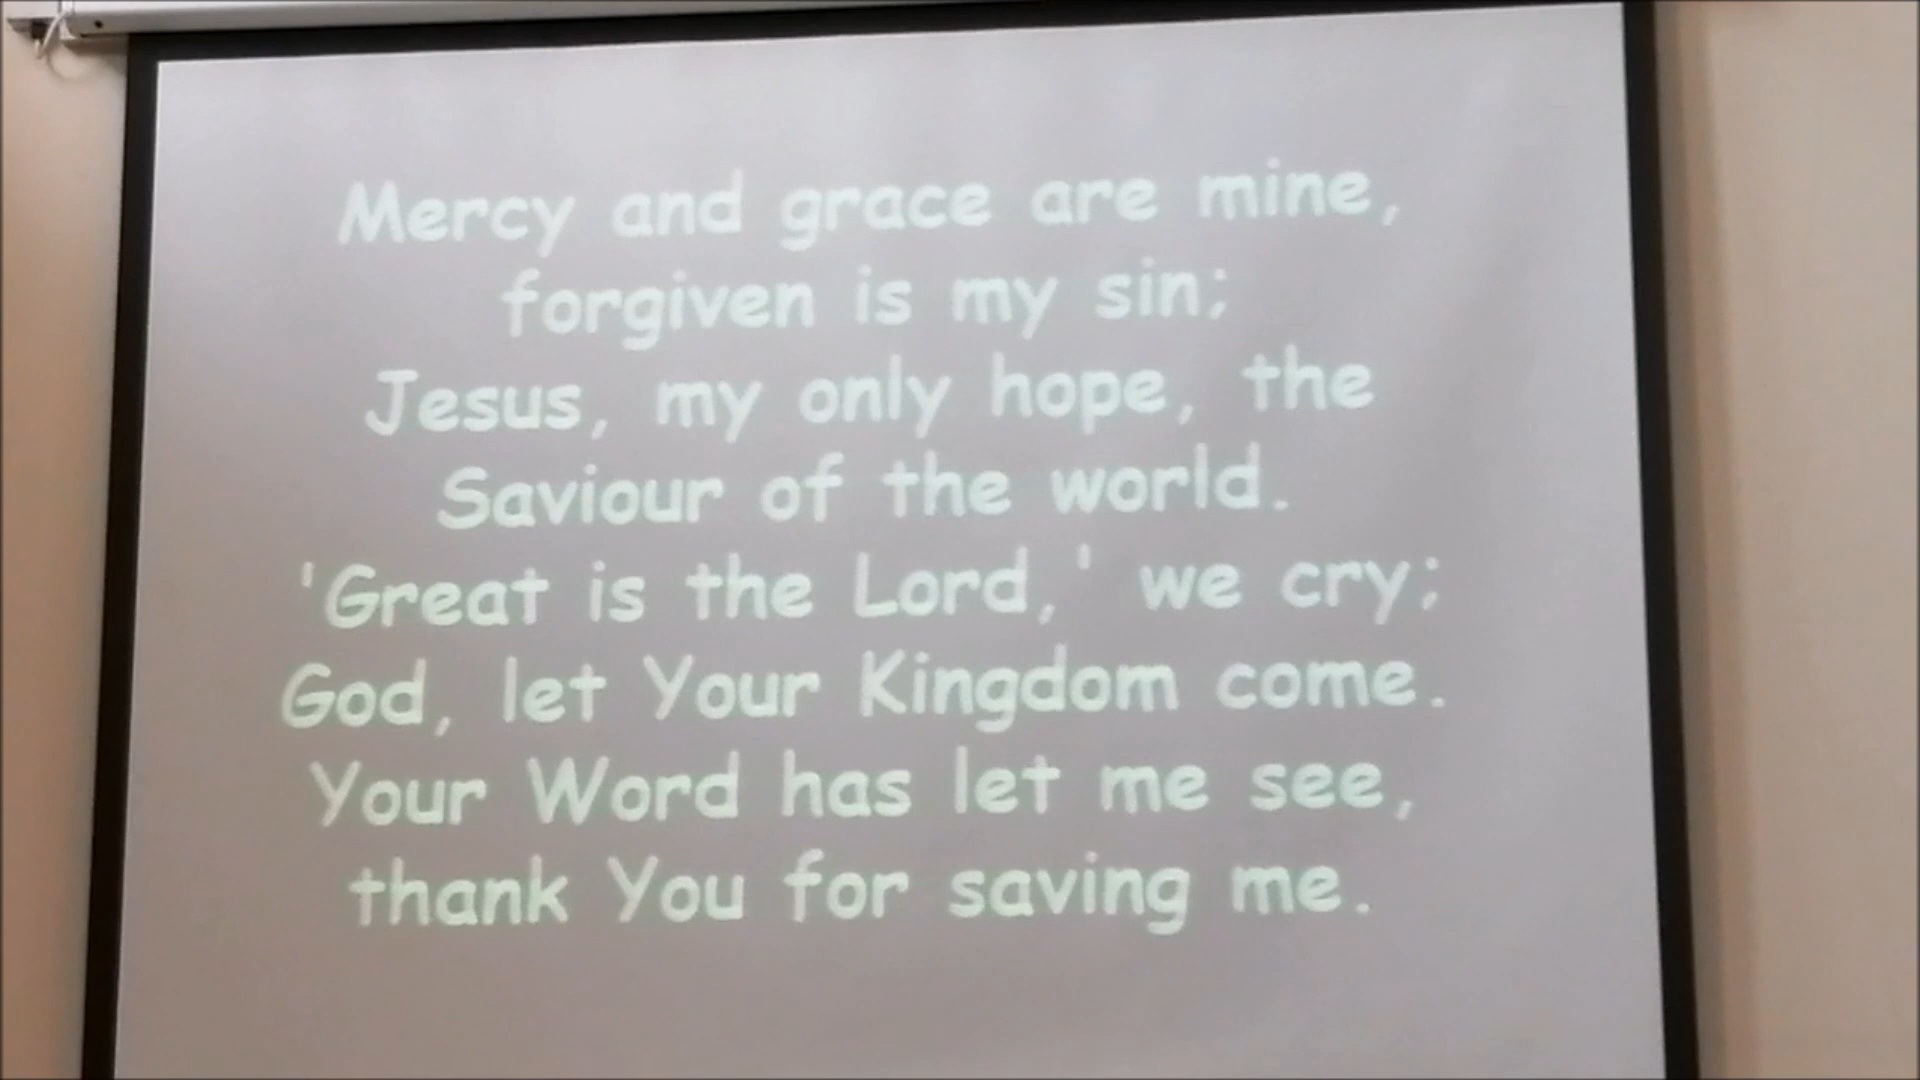 Mercy and grace are mine,
forgiven is my sin;
Jesus, my only hope, the
Saviour of the world.
'Great is the Lord,' we cry;
God, let Your Kingdom come.
Your Word has let me see,
thank You for saving me.